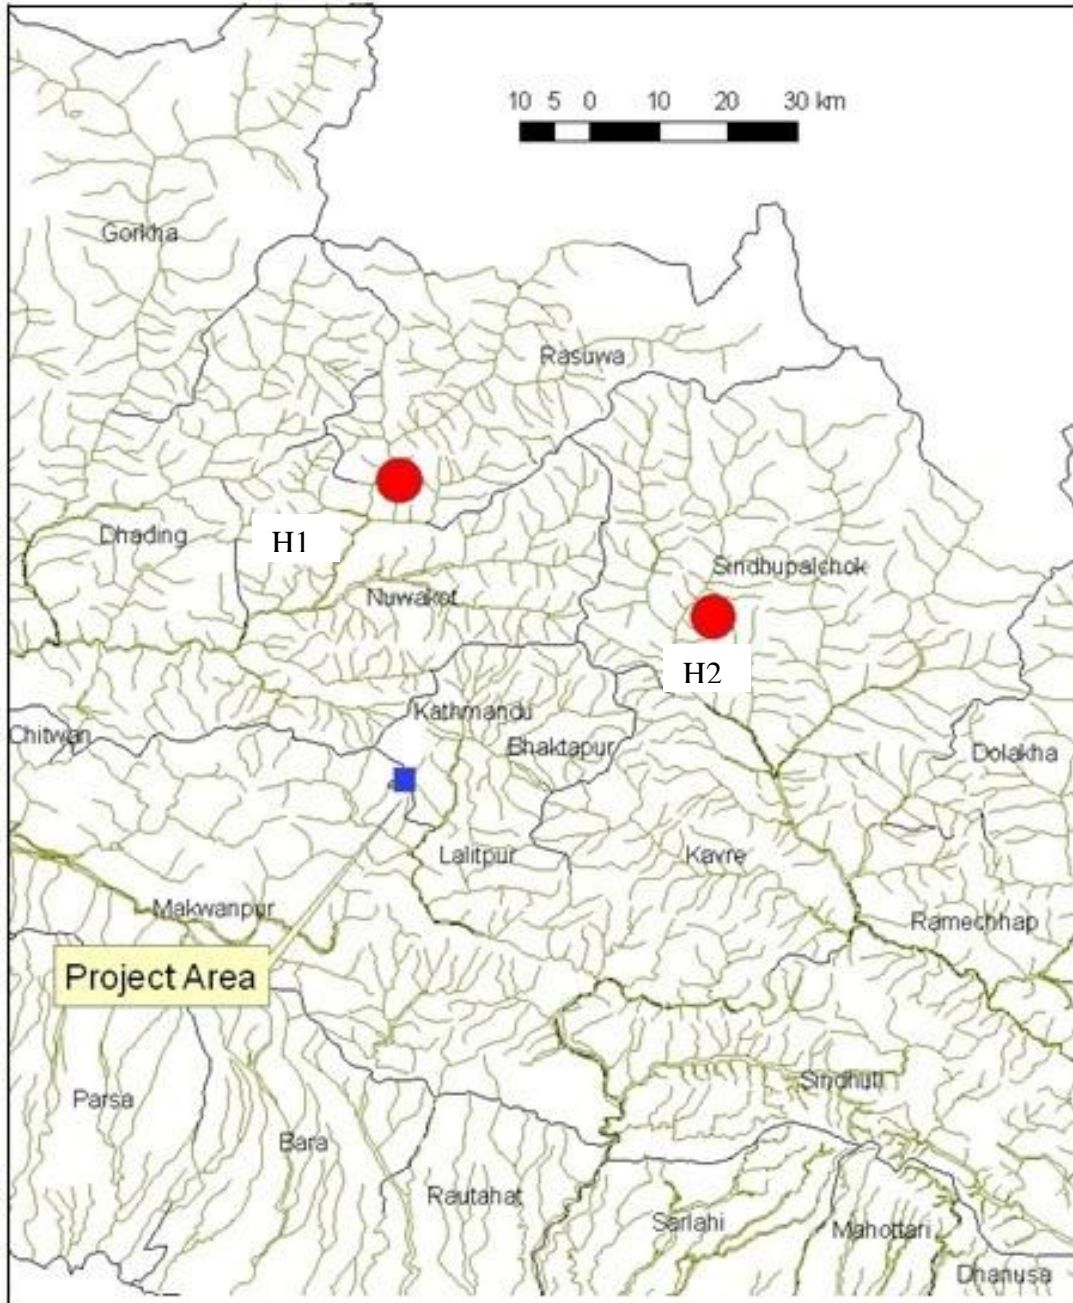 10 5 0 10 20 30 km
Gorkha
Rasuwa
Dhading
H1
Sindhupalchok
Nuwakot
H2
Kathmandu
Chitwan
Bhaktapur
Dolakha
Lalitpur
Kavre
Makwanpur
Ramechhap
Project Area
Sindhuli
Parsa
Bara
Rautahat
Sarlahi
Mahottari
Dhanusa